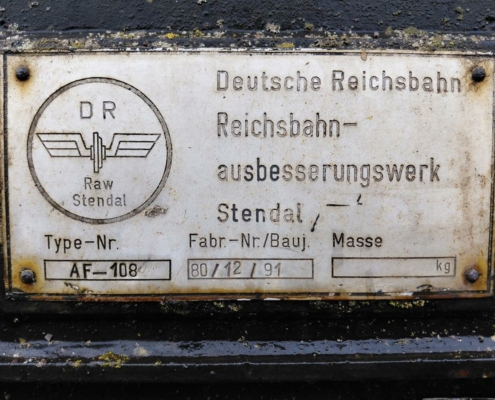 DR
Raw
Stendal
Deutsche Reichsbahn
Reichsbahn-
ausbesserungswerk
Stendal
Type-Nr. Fabr.-Nr./Bauj. Masse
AF-108 80/12/91 kg